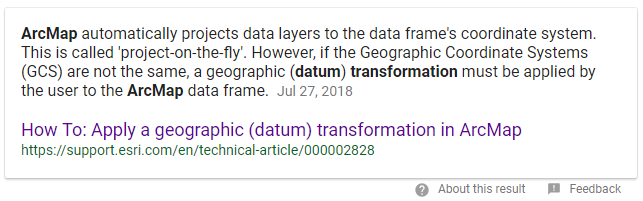 ArcMap automatically projects data layers to the data frame's coordinate system.
This is called 'project-on-the-fly'. However, if the Geographic Coordinate Systems
(GCS) are not the same, a geographic (datum) transformation must be applied by
the user to the ArcMap data frame. Jul 27, 2018
How To: Apply a geographic (datum) transformation in ArcMap
https://support.esri.com/en/technical-article/000002828
About this result Feedback